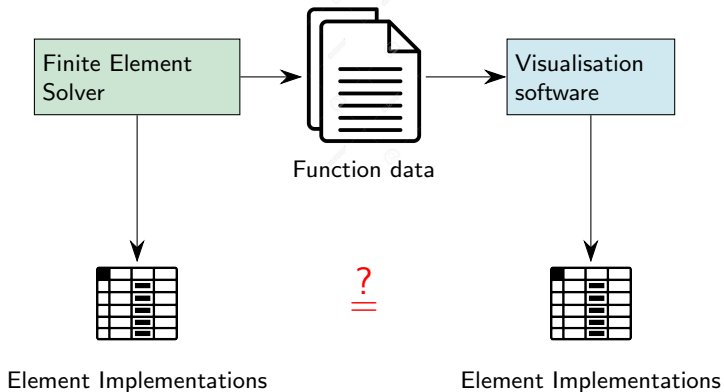 Finite Element
Solver
Visualisation
software
Function data
?
=
Element Implementations
Element Implementations